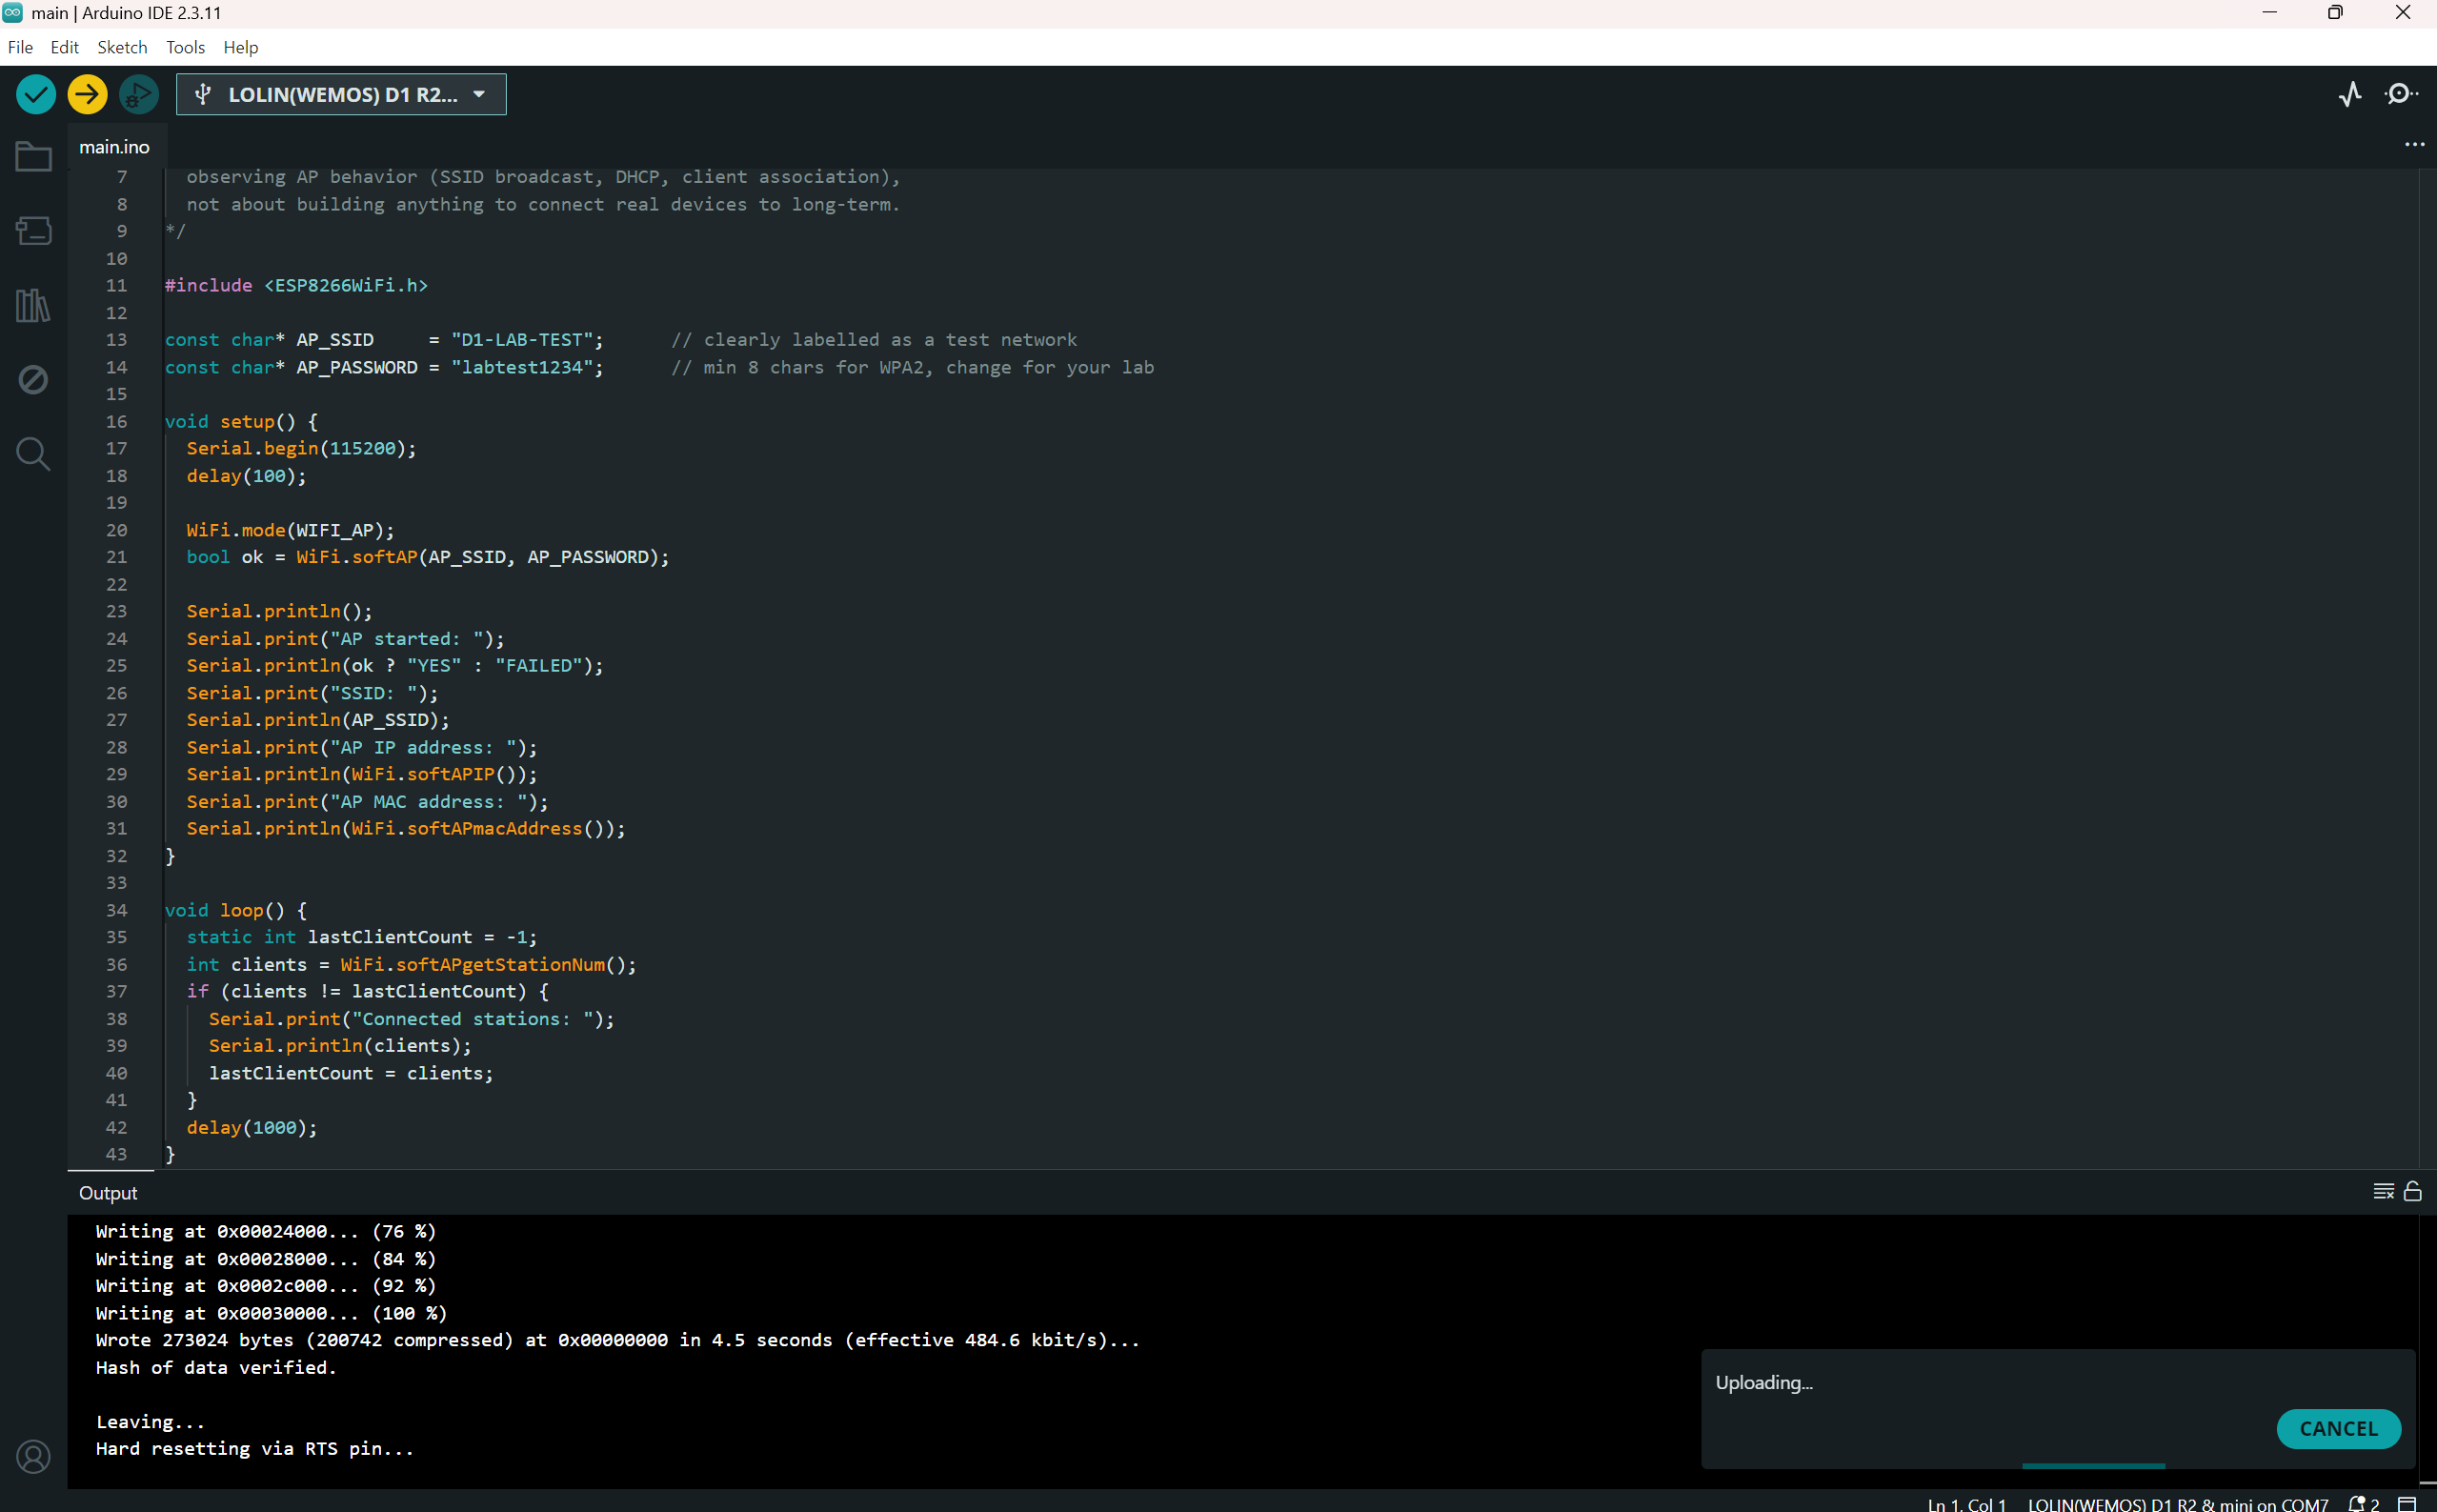 main | Arduino IDE 2.3.11
File Edit Sketch Tools Help
LOLIN(WEMOS) D1 R2...
main.ino
7 observing AP behavior (SSID broadcast, DHCP, client association),
8 not about building anything to connect real devices to long-term.
9 */
10
11 #include <ESP8266WiFi.h>
12
13 const char* AP_SSID     = "D1-LAB-TEST";      // clearly labelled as a test network
14 const char* AP_PASSWORD = "labtest1234";      // min 8 chars for WPA2, change for your lab
15
16 void setup() {
17   Serial.begin(115200);
18   delay(100);
19
20   WiFi.mode(WIFI_AP);
21   bool ok = WiFi.softAP(AP_SSID, AP_PASSWORD);
22
23   Serial.println();
24   Serial.print("AP started: ");
25   Serial.println(ok ? "YES" : "FAILED");
26   Serial.print("SSID: ");
27   Serial.println(AP_SSID);
28   Serial.print("AP IP address: ");
29   Serial.println(WiFi.softAPIP());
30   Serial.print("AP MAC address: ");
31   Serial.println(WiFi.softAPmacAddress());
32 }
33
34 void loop() {
35   static int lastClientCount = -1;
36   int clients = WiFi.softAPgetStationNum();
37   if (clients != lastClientCount) {
38     Serial.print("Connected stations: ");
39     Serial.println(clients);
40     lastClientCount = clients;
41   }
42   delay(1000);
43 }
Output
Writing at 0x00024000... (76 %)
Writing at 0x00028000... (84 %)
Writing at 0x0002c000... (92 %)
Writing at 0x00030000... (100 %)
Wrote 273024 bytes (200742 compressed) at 0x00000000 in 4.5 seconds (effective 484.6 kbit/s)...
Hash of data verified.
Leaving...
Hard resetting via RTS pin...
Uploading...
CANCEL
Ln 1, Col 1 LOLIN(WEMOS) D1 R2 & mini on COM7 2